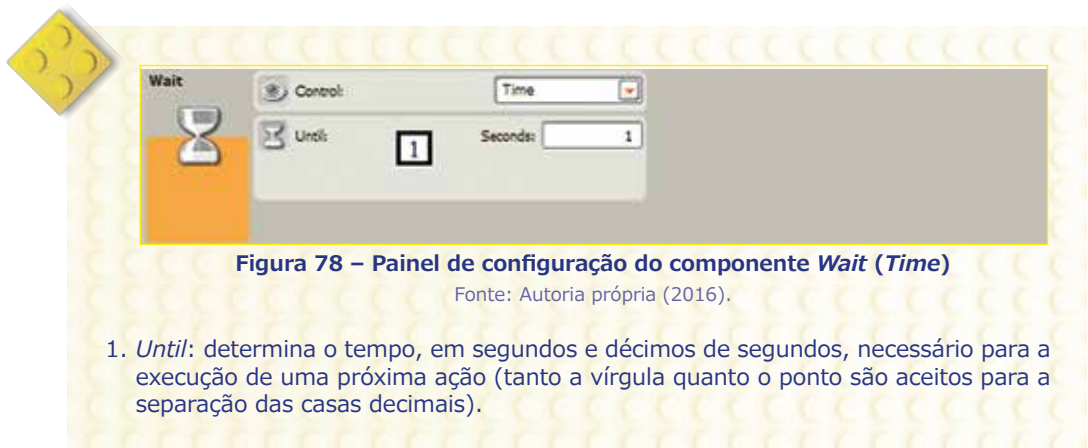 Wait
Control:
Time
Until:
1
Seconds:
1
Figura 78 – Painel de configuração do componente Wait (Time)
Fonte: Autoria própria (2016).
1. Until: determina o tempo, em segundos e décimos de segundos, necessário para a
execução de uma próxima ação (tanto a vírgula quanto o ponto são aceitos para a
separação das casas decimais).